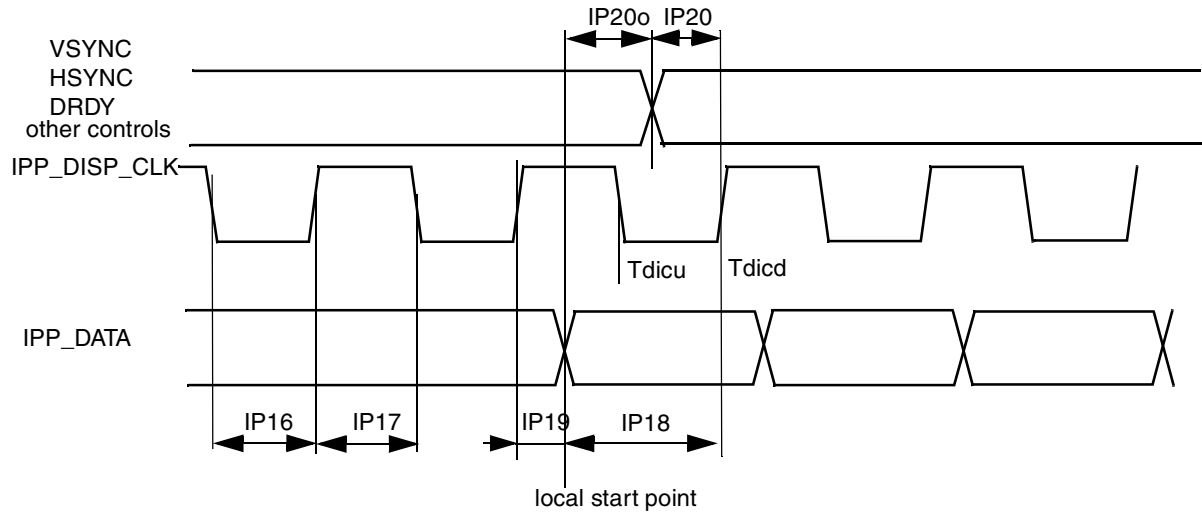 IP20o IP20
VSYNC
HSYNC
DRDY
other controls
IPP_DISP_CLK
Tdicu Tdicd
IPP_DATA
IP16 IP17 IP19 IP18
local start point